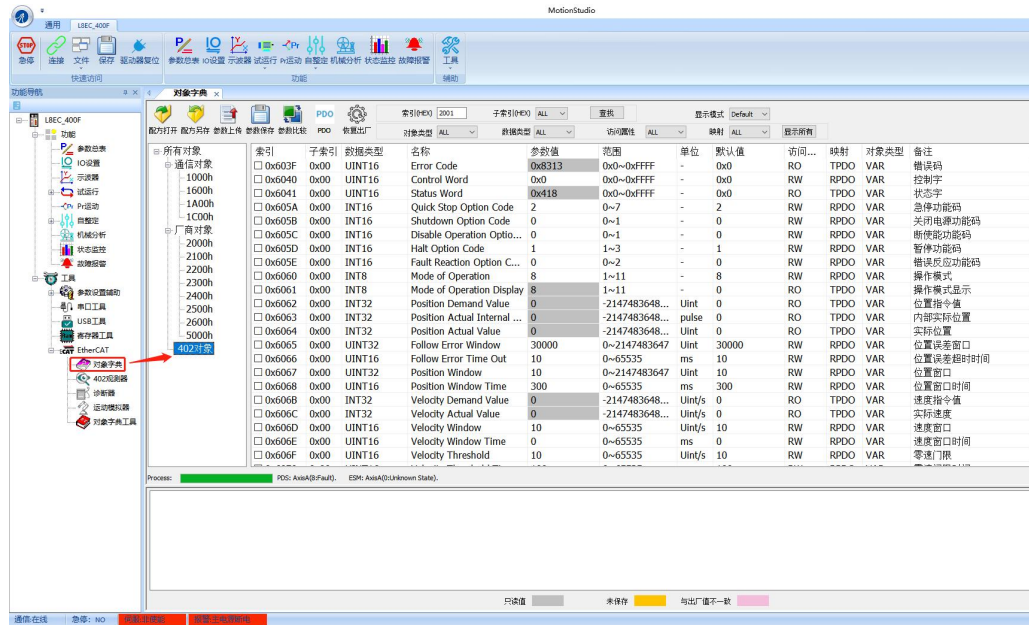 MotionStudio
通用 L8EC_400F
急停 连接 文件 保存 驱动器复位 参数总表 IO设置 示波器 试运行 Pr运动 自整定 机械分析 状态监控 故障报警 工具
快速访问 功能 辅助
功能导航 对象字典
L8EC_400F
功能
参数总表
IO设置
示波器
试运行
Pr运动
自整定
机械分析
状态监控
故障报警
工具
参数设置辅助
串口工具
USB工具
寄存器工具
EtherCAT
对象字典
402观测器
诊断器
运动模拟器
对象字典工具
配方打开 配方另存 参数上传 参数保存 参数比较 PDO 恢复出厂
索引(HEX) 2001 子索引(HEX) ALL 查找 显示模式 Default
对象类型 ALL 数据类型 ALL 访问属性 ALL 映射 ALL 显示所有
所有对象
通信对象
1000h
1600h
1A00h
1C00h
厂商对象
2000h
2100h
2200h
2300h
2400h
2500h
2600h
5000h
402对象
索引 子索引 数据类型 名称 参数值 范围 单位 默认值 访问... 映射 对象类型 备注
0x603F 0x00 UINT16 Error Code 0x8313 0x0~0xFFFF - 0x0 RO TPDO VAR 错误码
0x6040 0x00 UINT16 Control Word 0x0 0x0~0xFFFF - 0x0 RW RPDO VAR 控制字
0x6041 0x00 UINT16 Status Word 0x418 0x0~0xFFFF - 0x0 RO TPDO VAR 状态字
0x605A 0x00 INT16 Quick Stop Option Code 2 0~7 - 2 RW RPDO VAR 急停功能码
0x605B 0x00 INT16 Shutdown Option Code 0 0~1 - 0 RW RPDO VAR 关闭电源功能码
0x605C 0x00 INT16 Disable Operation Optio... 0 0~1 - 0 RW RPDO VAR 断使能功能码
0x605D 0x00 INT16 Halt Option Code 1 1~3 - 1 RW RPDO VAR 暂停功能码
0x605E 0x00 INT16 Fault Reaction Option C... 0 0~2 - 0 RW RPDO VAR 错误反应功能码
0x6060 0x00 INT8 Mode of Operation 8 1~11 - 8 RW RPDO VAR 操作模式
0x6061 0x00 INT8 Mode of Operation Display 8 1~11 - 0 RO TPDO VAR 操作模式显示
0x6062 0x00 INT32 Position Demand Value 0 -2147483648... Uint 0 RO TPDO VAR 位置指令值
0x6063 0x00 INT32 Position Actual Internal ... 0 -2147483648... pulse 0 RO TPDO VAR 内部实际位置
0x6064 0x00 INT32 Position Actual Value 0 -2147483648... Uint 0 RO TPDO VAR 实际位置
0x6065 0x00 UINT32 Follow Error Window 30000 0~2147483647 Uint 30000 RW RPDO VAR 位置误差窗口
0x6066 0x00 UINT16 Follow Error Time Out 10 0~65535 ms 10 RW RPDO VAR 位置误差超时时间
0x6067 0x00 UINT32 Position Window 10 0~2147483647 Uint 10 RW RPDO VAR 位置窗口
0x6068 0x00 UINT16 Position Window Time 300 0~65535 ms 300 RW RPDO VAR 位置窗口时间
0x606B 0x00 INT32 Velocity Demand Value 0 -2147483648... Uint/s 0 RO TPDO VAR 速度指令值
0x606C 0x00 INT32 Velocity Actual Value 0 -2147483648... Uint/s 0 RO TPDO VAR 实际速度
0x606D 0x00 UINT16 Velocity Window 10 0~65535 Uint/s 10 RW RPDO VAR 速度窗口
0x606E 0x00 UINT16 Velocity Window Time 0 0~65535 ms 0 RW RPDO VAR 速度窗口时间
0x606F 0x00 UINT16 Velocity Threshold 10 0~65535 Uint/s 10 RW RPDO VAR 零速门限
Process: PDS: AxisA(8:Fault). ESM: AxisA(0:Unknown State).
只读值 未保存 与出厂值不一致
通信:在线 急停: NO